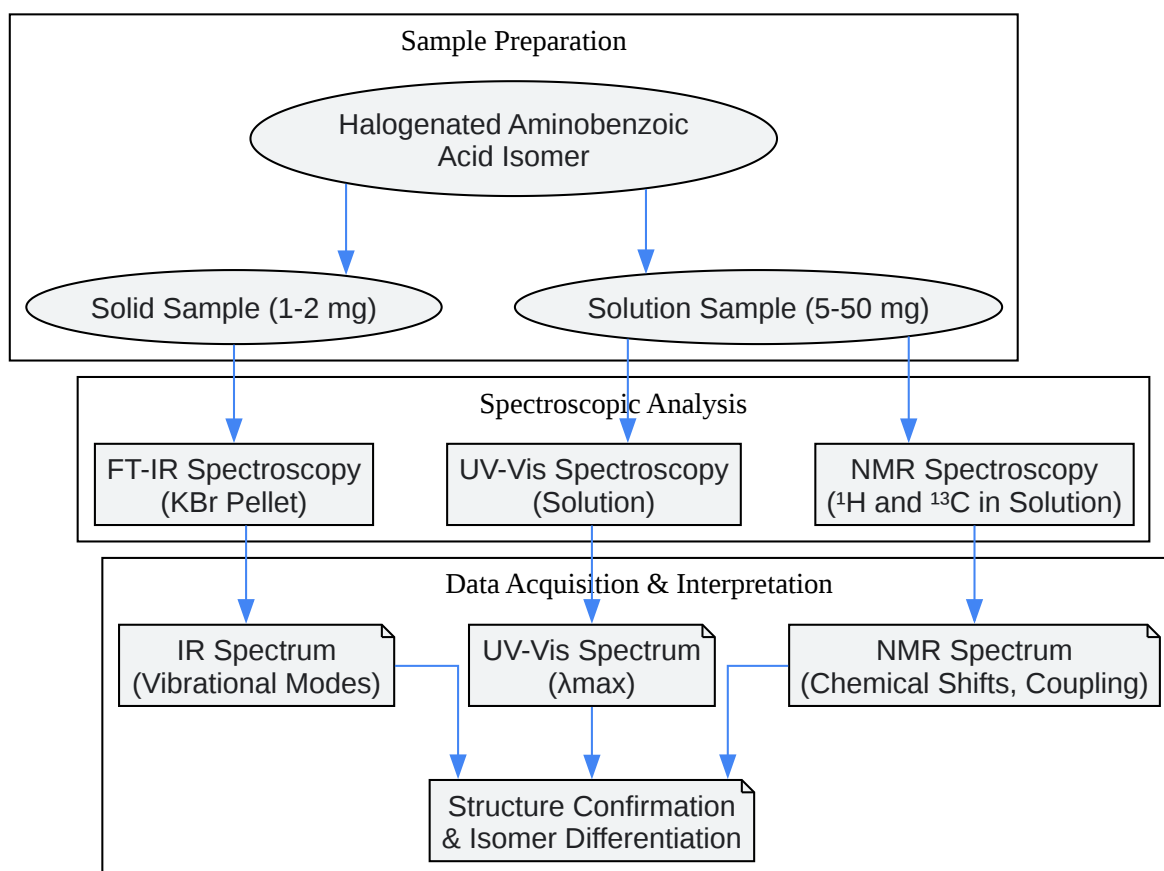 Sample Preparation
Halogenated Aminobenzoic
Acid Isomer
Solid Sample (1-2 mg)
Solution Sample (5-50 mg)
Spectroscopic Analysis
FT-IR Spectroscopy
(KBr Pellet)
UV-Vis Spectroscopy
(Solution)
NMR Spectroscopy
(¹H and ¹³C in Solution)
Data Acquisition & Interpretation
IR Spectrum
(Vibrational Modes)
UV-Vis Spectrum
(λmax)
NMR Spectrum
(Chemical Shifts, Coupling)
Structure Confirmation
& Isomer Differentiation